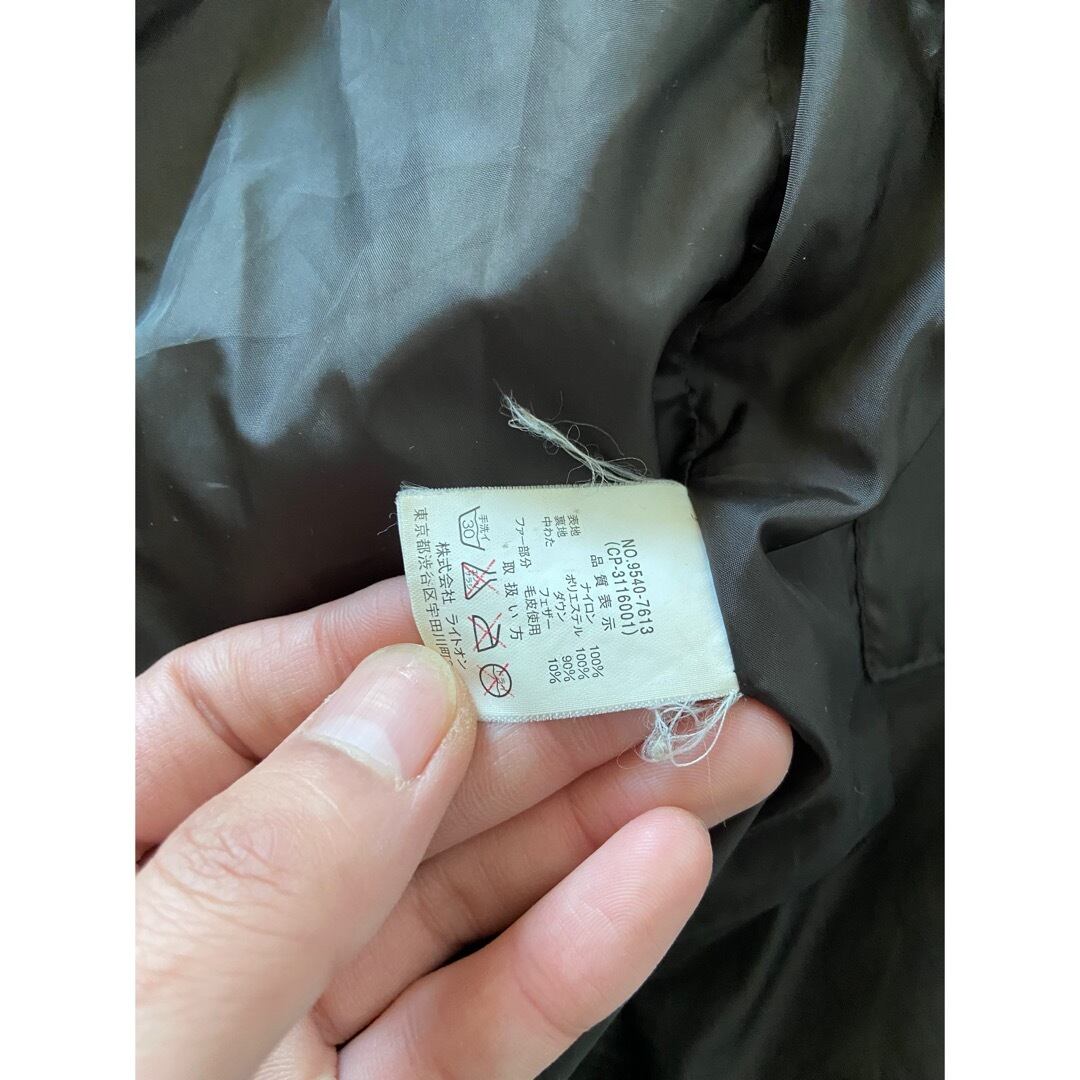 NO.9540-7613
(CP-3116001)
品質表示
表地 ナイロン 100%
裏地 ポリエステル 100%
中わた ダウン 90%
フェザー 10%
ファー部分 毛皮使用
取扱い方
手洗イ
30
株式会社 ライトオン
東京都渋谷区宇田川町